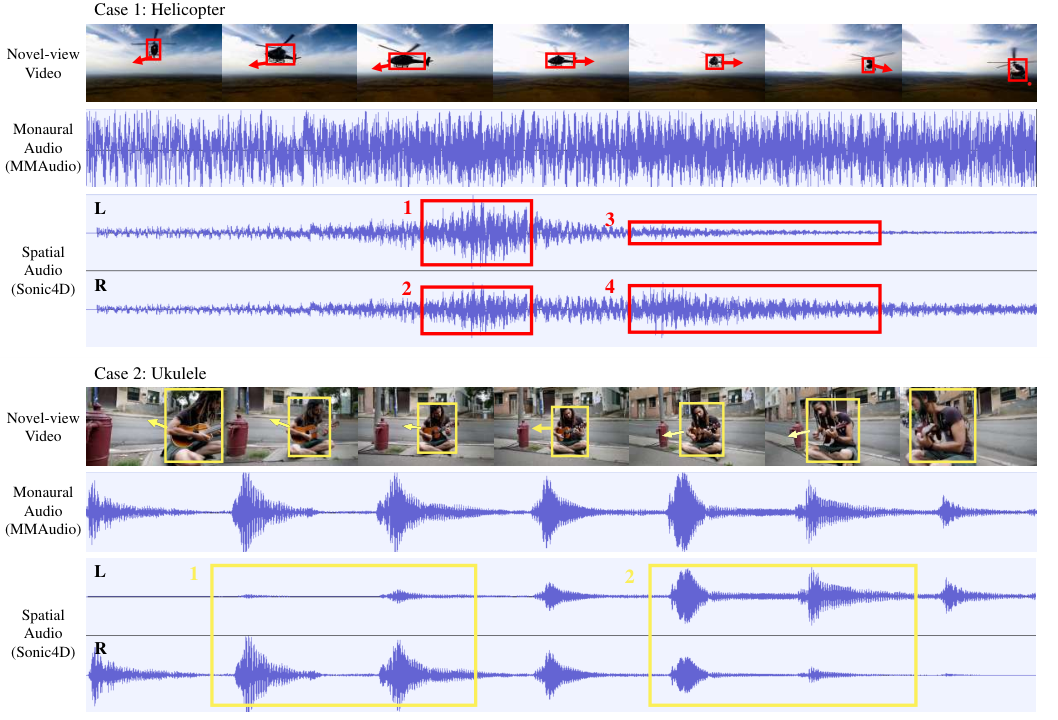 Case 1: Helicopter
Novel-view
Video
Monaural
Audio
(MMAudio)
L
1
3
Spatial
Audio
(Sonic4D)
R
2
4
Case 2: Ukulele
Novel-view
Video
Monaural
Audio
(MMAudio)
L
1
2
Spatial
Audio
(Sonic4D)
R